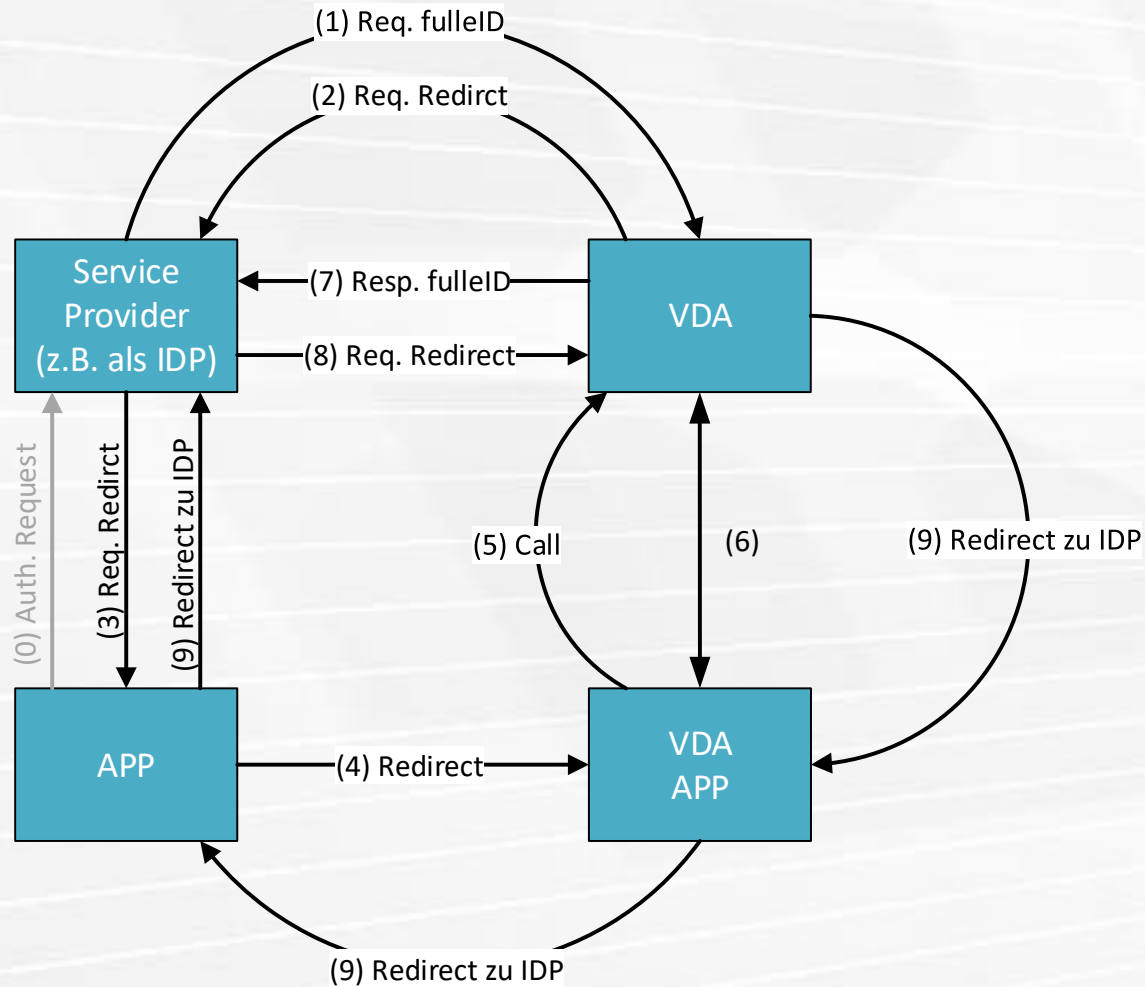 (1) Req. fulleID
(2) Req. Redirct
Service
Provider
(z.B. als IDP)
(7) Resp. fulleID
(8) Req. Redirect
VDA
(0) Auth. Request
(3) Req. Redirct
(9) Redirect zu IDP
(5) Call
(6)
(9) Redirect zu IDP
APP
(4) Redirect
VDA
APP
(9) Redirect zu IDP